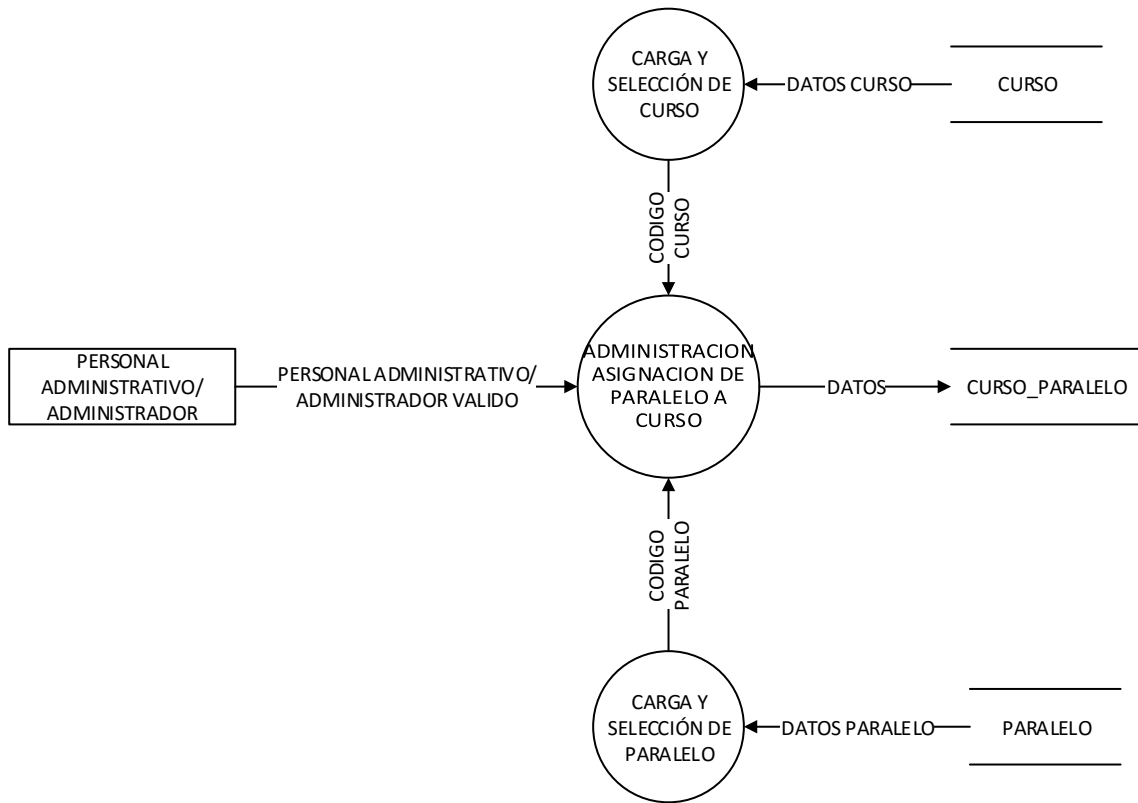 CARGA Y
SELECCIÓN DE
CURSO
DATOS CURSO
CURSO
CODIGO
CURSO
PERSONAL
ADMINISTRATIVO/
ADMINISTRADOR
PERSONAL ADMINISTRATIVO/
ADMINISTRADOR VALIDO
ADMINISTRACION
ASIGNACION DE
PARALELO A
CURSO
DATOS
CURSO_PARALELO
CODIGO
PARALELO
CARGA Y
SELECCIÓN DE
PARALELO
DATOS PARALELO
PARALELO